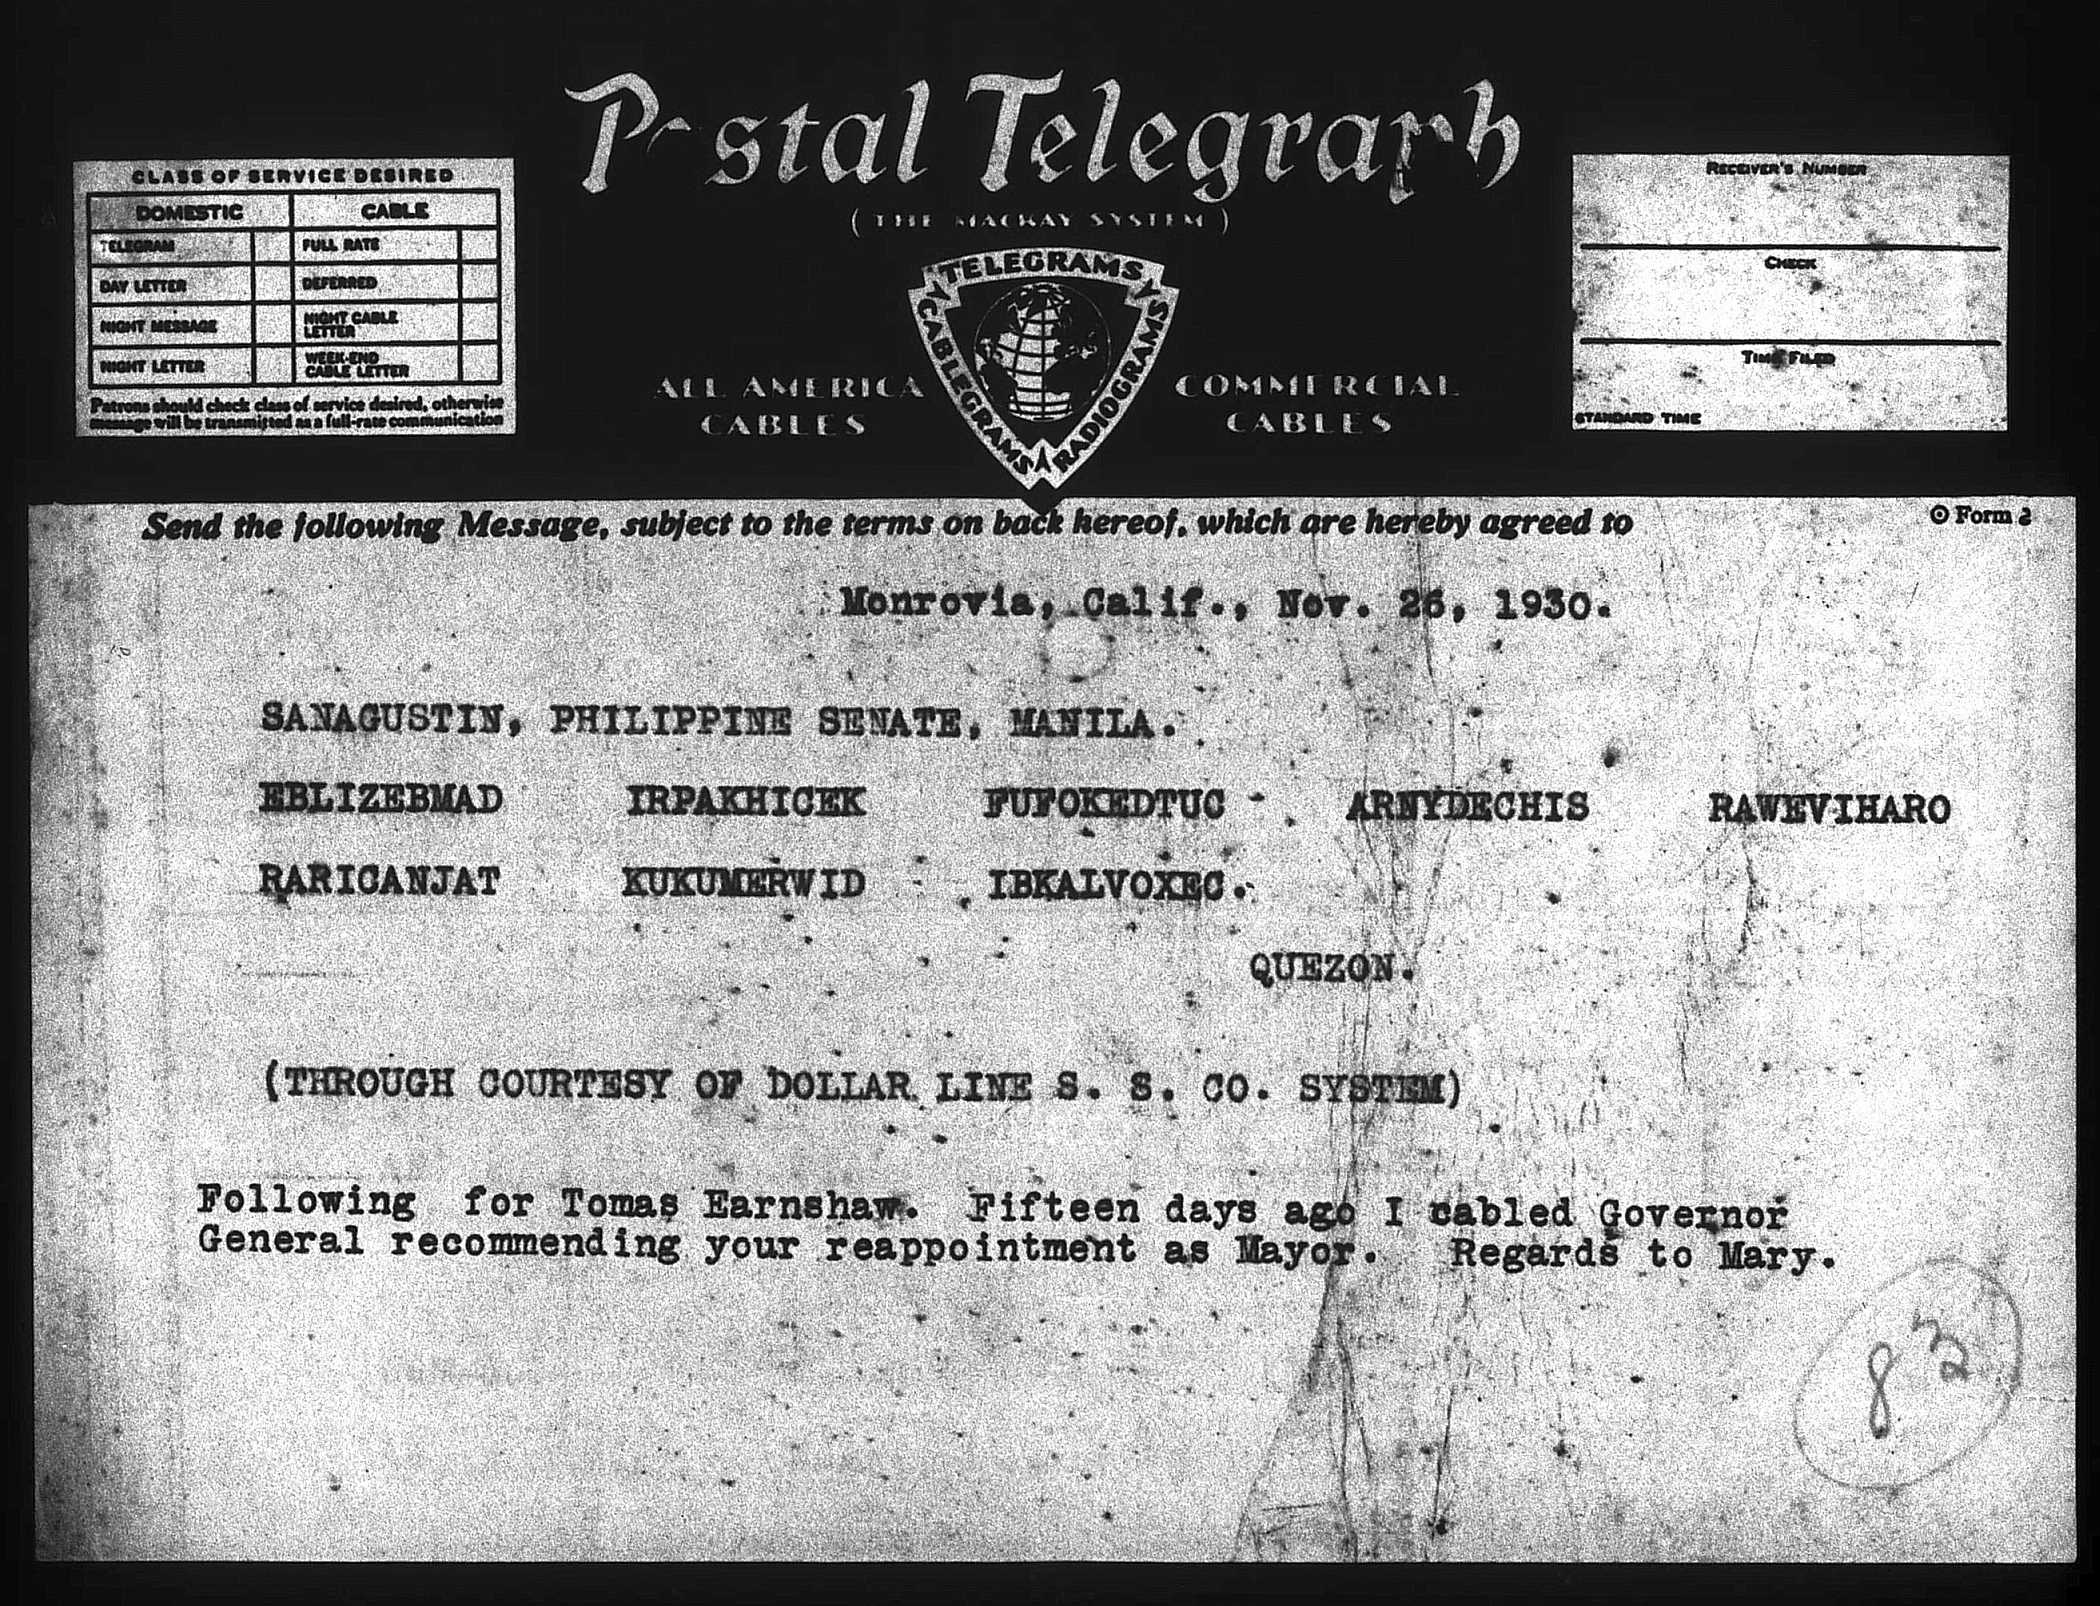 Postal Telegraph
(THE MACKAY SYSTEM)
CLASS OF SERVICE DESIRED
DOMESTIC CABLE
TELEGRAM FULL RATE
DAY LETTER DEFERRED
NIGHT MESSAGE NIGHT CABLE LETTER
NIGHT LETTER WEEK-END CABLE LETTER
Patrons should check class of service desired, otherwise
message will be transmitted as a full-rate communication
TELEGRAMS
CABLEGRAMS
RADIOGRAMS
ALL AMERICA
CABLES
COMMERCIAL
CABLES
RECEIVER'S NUMBER
CHECK
TIME FILED
STANDARD TIME
Send the following Message, subject to the terms on back hereof, which are hereby agreed to
Form 2
Monrovia, Calif., Nov. 26, 1930.
SANAGUSTIN, PHILIPPINE SENATE, MANILA.
EBLIZEBMAD IRPAKHICEK FUFOKEDTUC ARNYDECHIS RAWEVIHARO
RARICANJAT KUKUMERWID IBKALVOXEC.
QUEZON.
(THROUGH COURTESY OF DOLLAR LINE S. S. CO. SYSTEM)
Following for Tomas Earnshaw. Fifteen days ago I cabled Governor
General recommending your reappointment as Mayor. Regards to Mary.
83